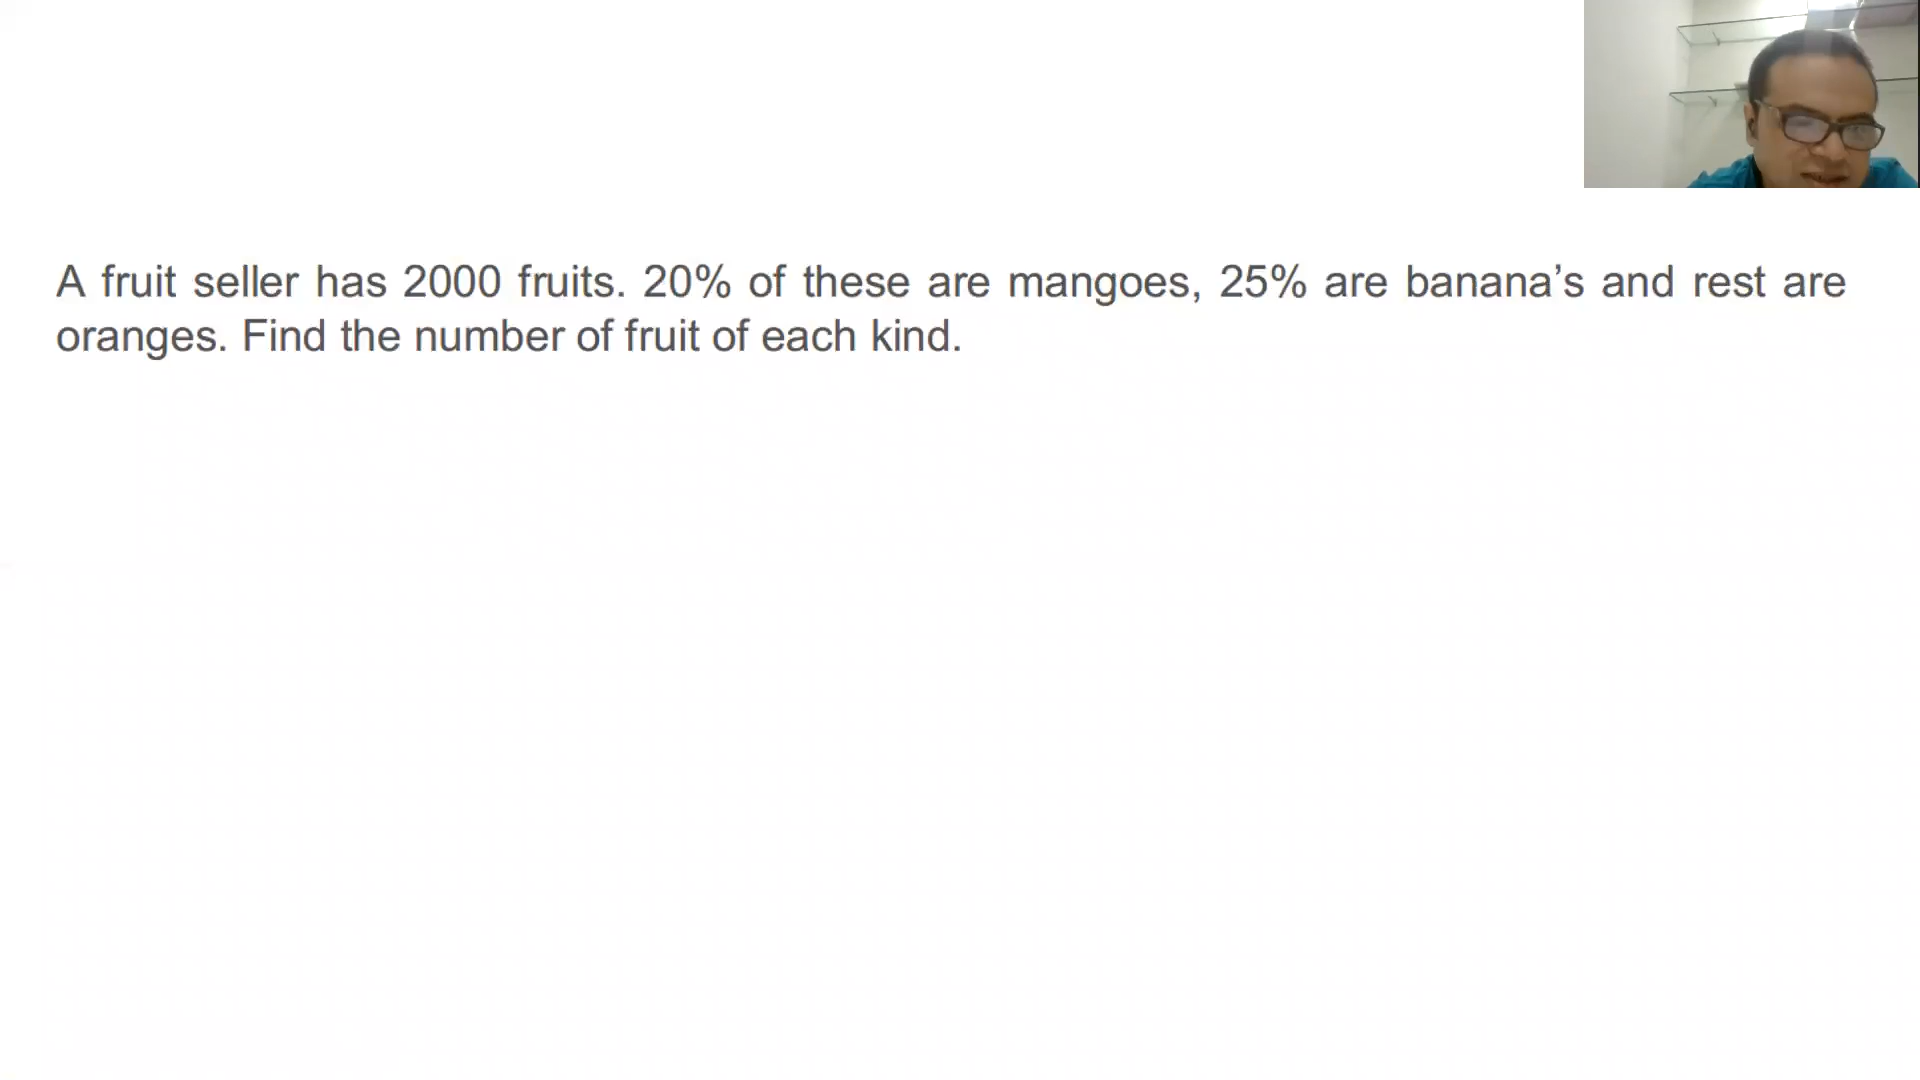 A fruit seller has 2000 fruits. 20% of these are mangoes, 25% are banana’s and rest are
oranges. Find the number of fruit of each kind.